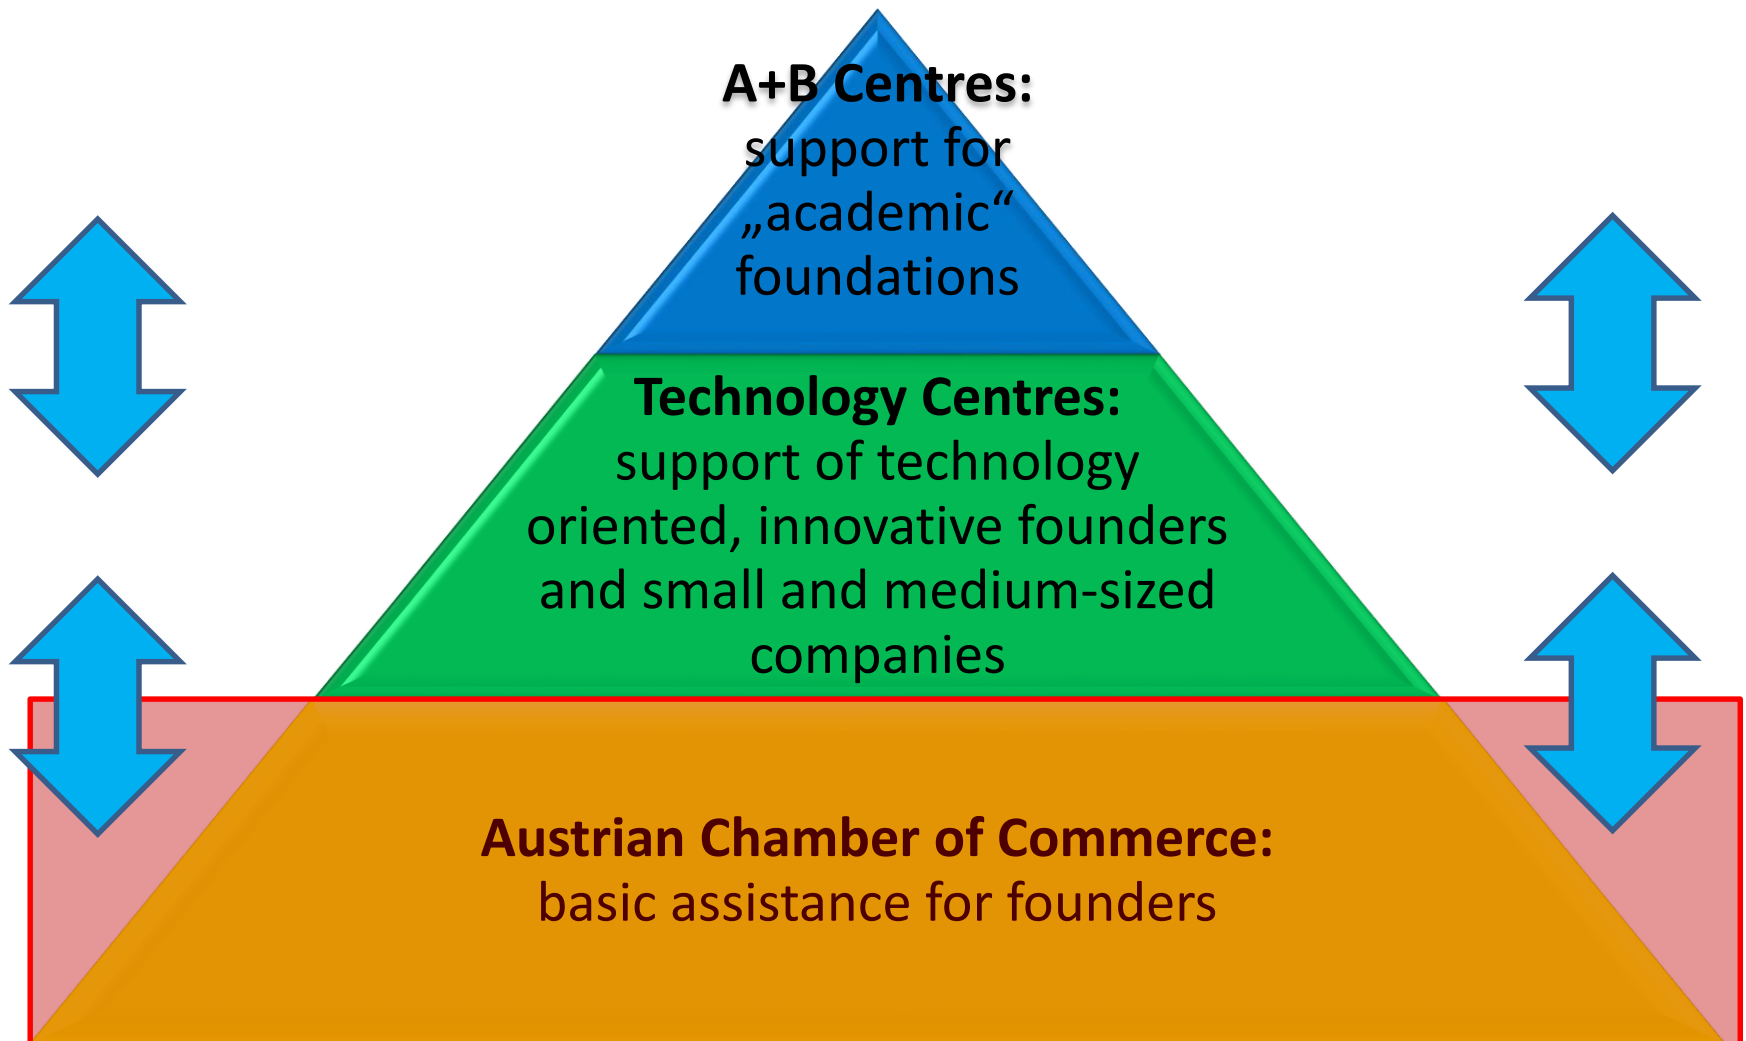 A+B Centres:
support for
„academic“
foundations
Technology Centres:
support of technology
oriented, innovative founders
and small and medium-sized
companies
Austrian Chamber of Commerce:
basic assistance for founders